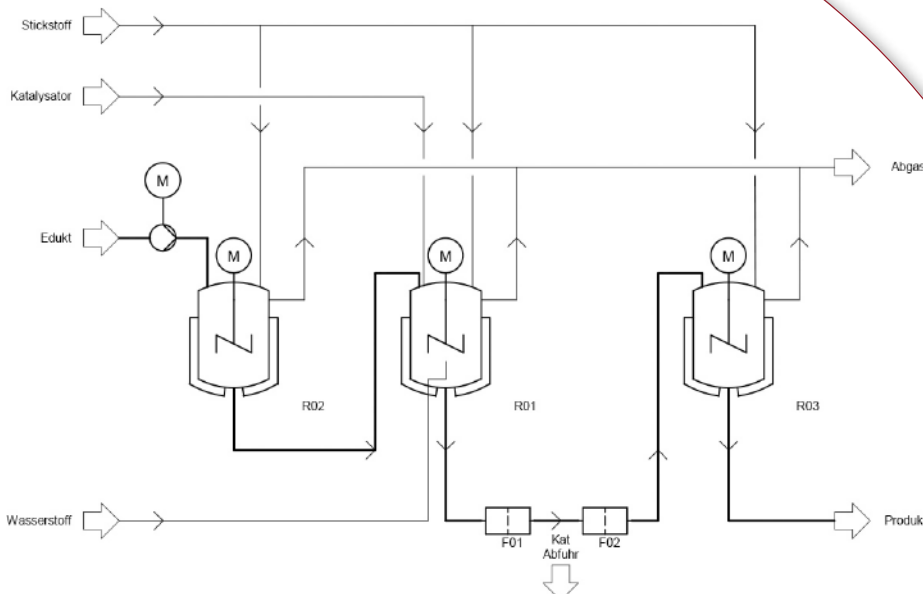 Stickstoff
Katalysator
Abgas
M
Edukt
M
M
M
R02
R01
R03
Wasserstoff
F01
Kat
Abfuhr
F02
Produk